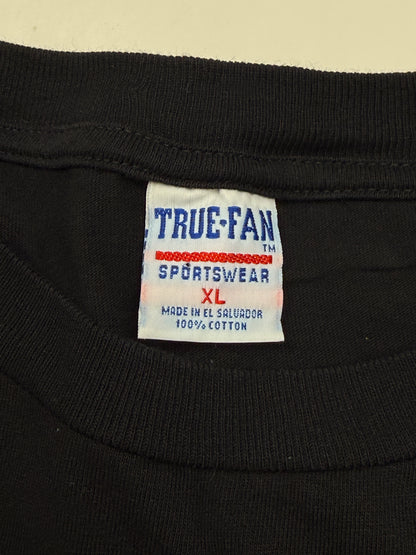 TRUE-FAN
TM
SPORTSWEAR
XL
MADE IN EL SALVADOR
100% COTTON